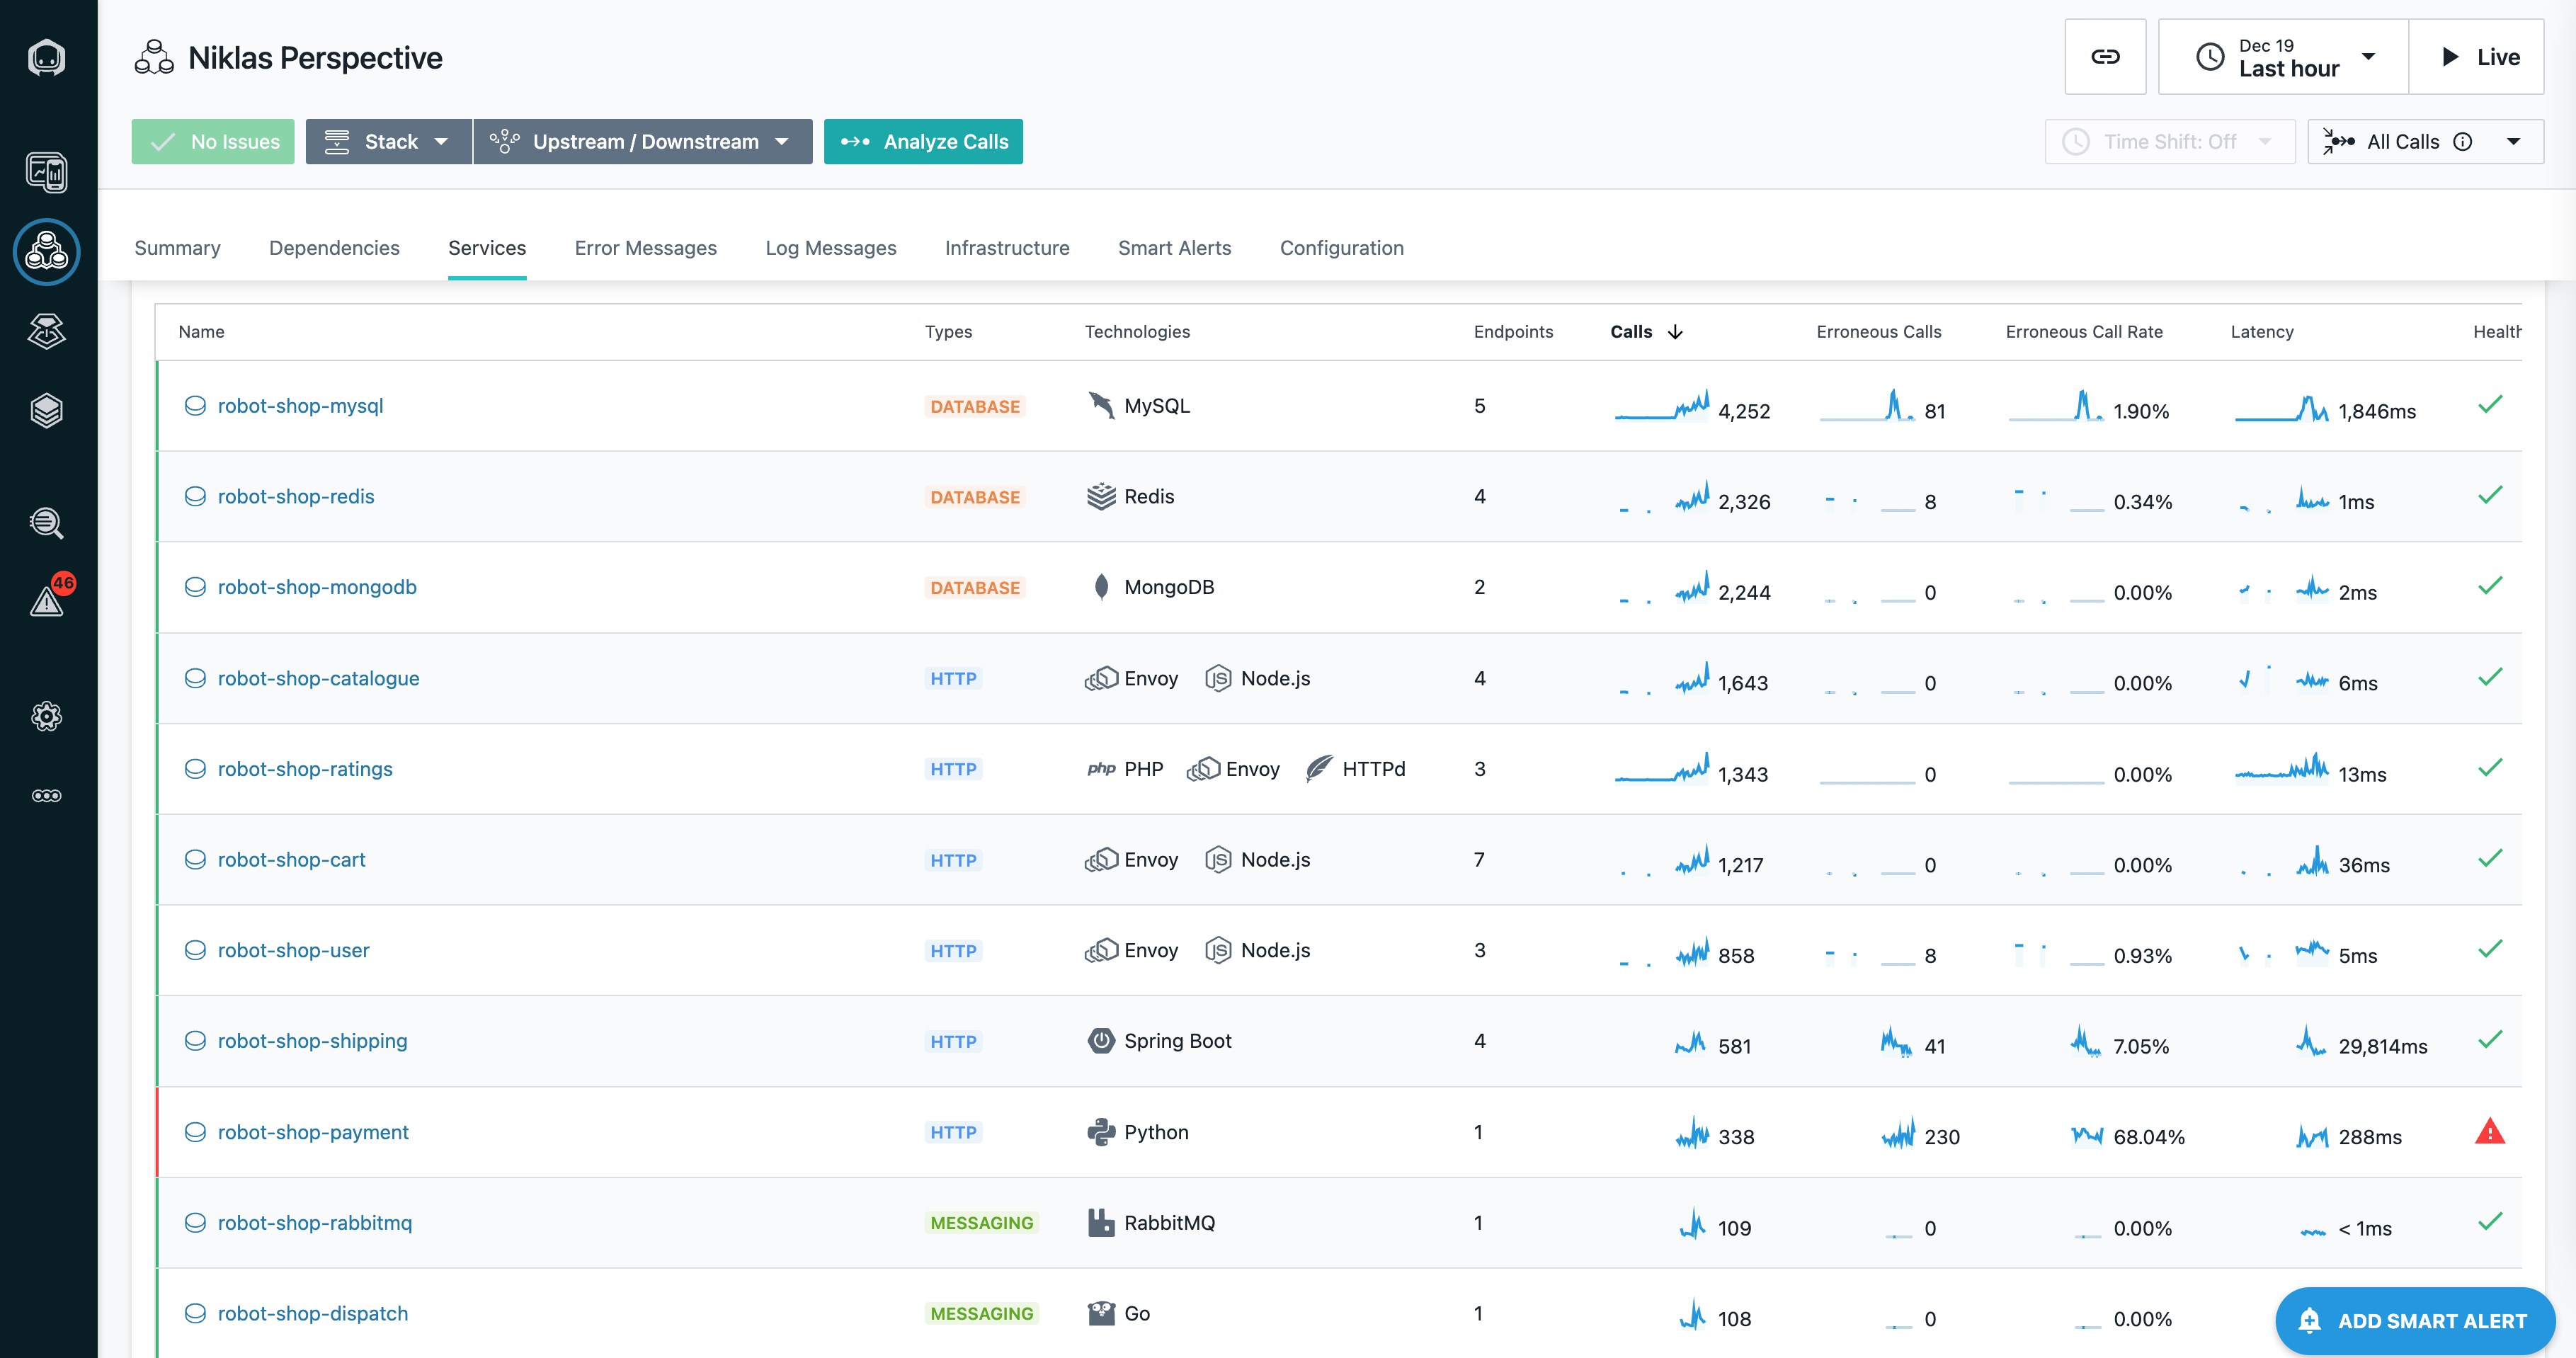 Niklas Perspective
Dec 19
Last hour
Live
No Issues
Stack
Upstream / Downstream
Analyze Calls
Time Shift: Off
All Calls
Summary Dependencies Services Error Messages Log Messages Infrastructure Smart Alerts Configuration
Name Types Technologies Endpoints Calls Erroneous Calls Erroneous Call Rate Latency Health
robot-shop-mysql DATABASE MySQL 5 4,252 81 1.90% 1,846ms
robot-shop-redis DATABASE Redis 4 2,326 8 0.34% 1ms
46
robot-shop-mongodb DATABASE MongoDB 2 2,244 0 0.00% 2ms
robot-shop-catalogue HTTP Envoy JS Node.js 4 1,643 0 0.00% 6ms
robot-shop-ratings HTTP php PHP Envoy HTTPd 3 1,343 0 0.00% 13ms
robot-shop-cart HTTP Envoy JS Node.js 7 1,217 0 0.00% 36ms
robot-shop-user HTTP Envoy JS Node.js 3 858 8 0.93% 5ms
robot-shop-shipping HTTP Spring Boot 4 581 41 7.05% 29,814ms
robot-shop-payment HTTP Python 1 338 230 68.04% 288ms
robot-shop-rabbitmq MESSAGING RabbitMQ 1 109 0 0.00% < 1ms
robot-shop-dispatch MESSAGING Go 1 108 0 0.00%
ADD SMART ALERT